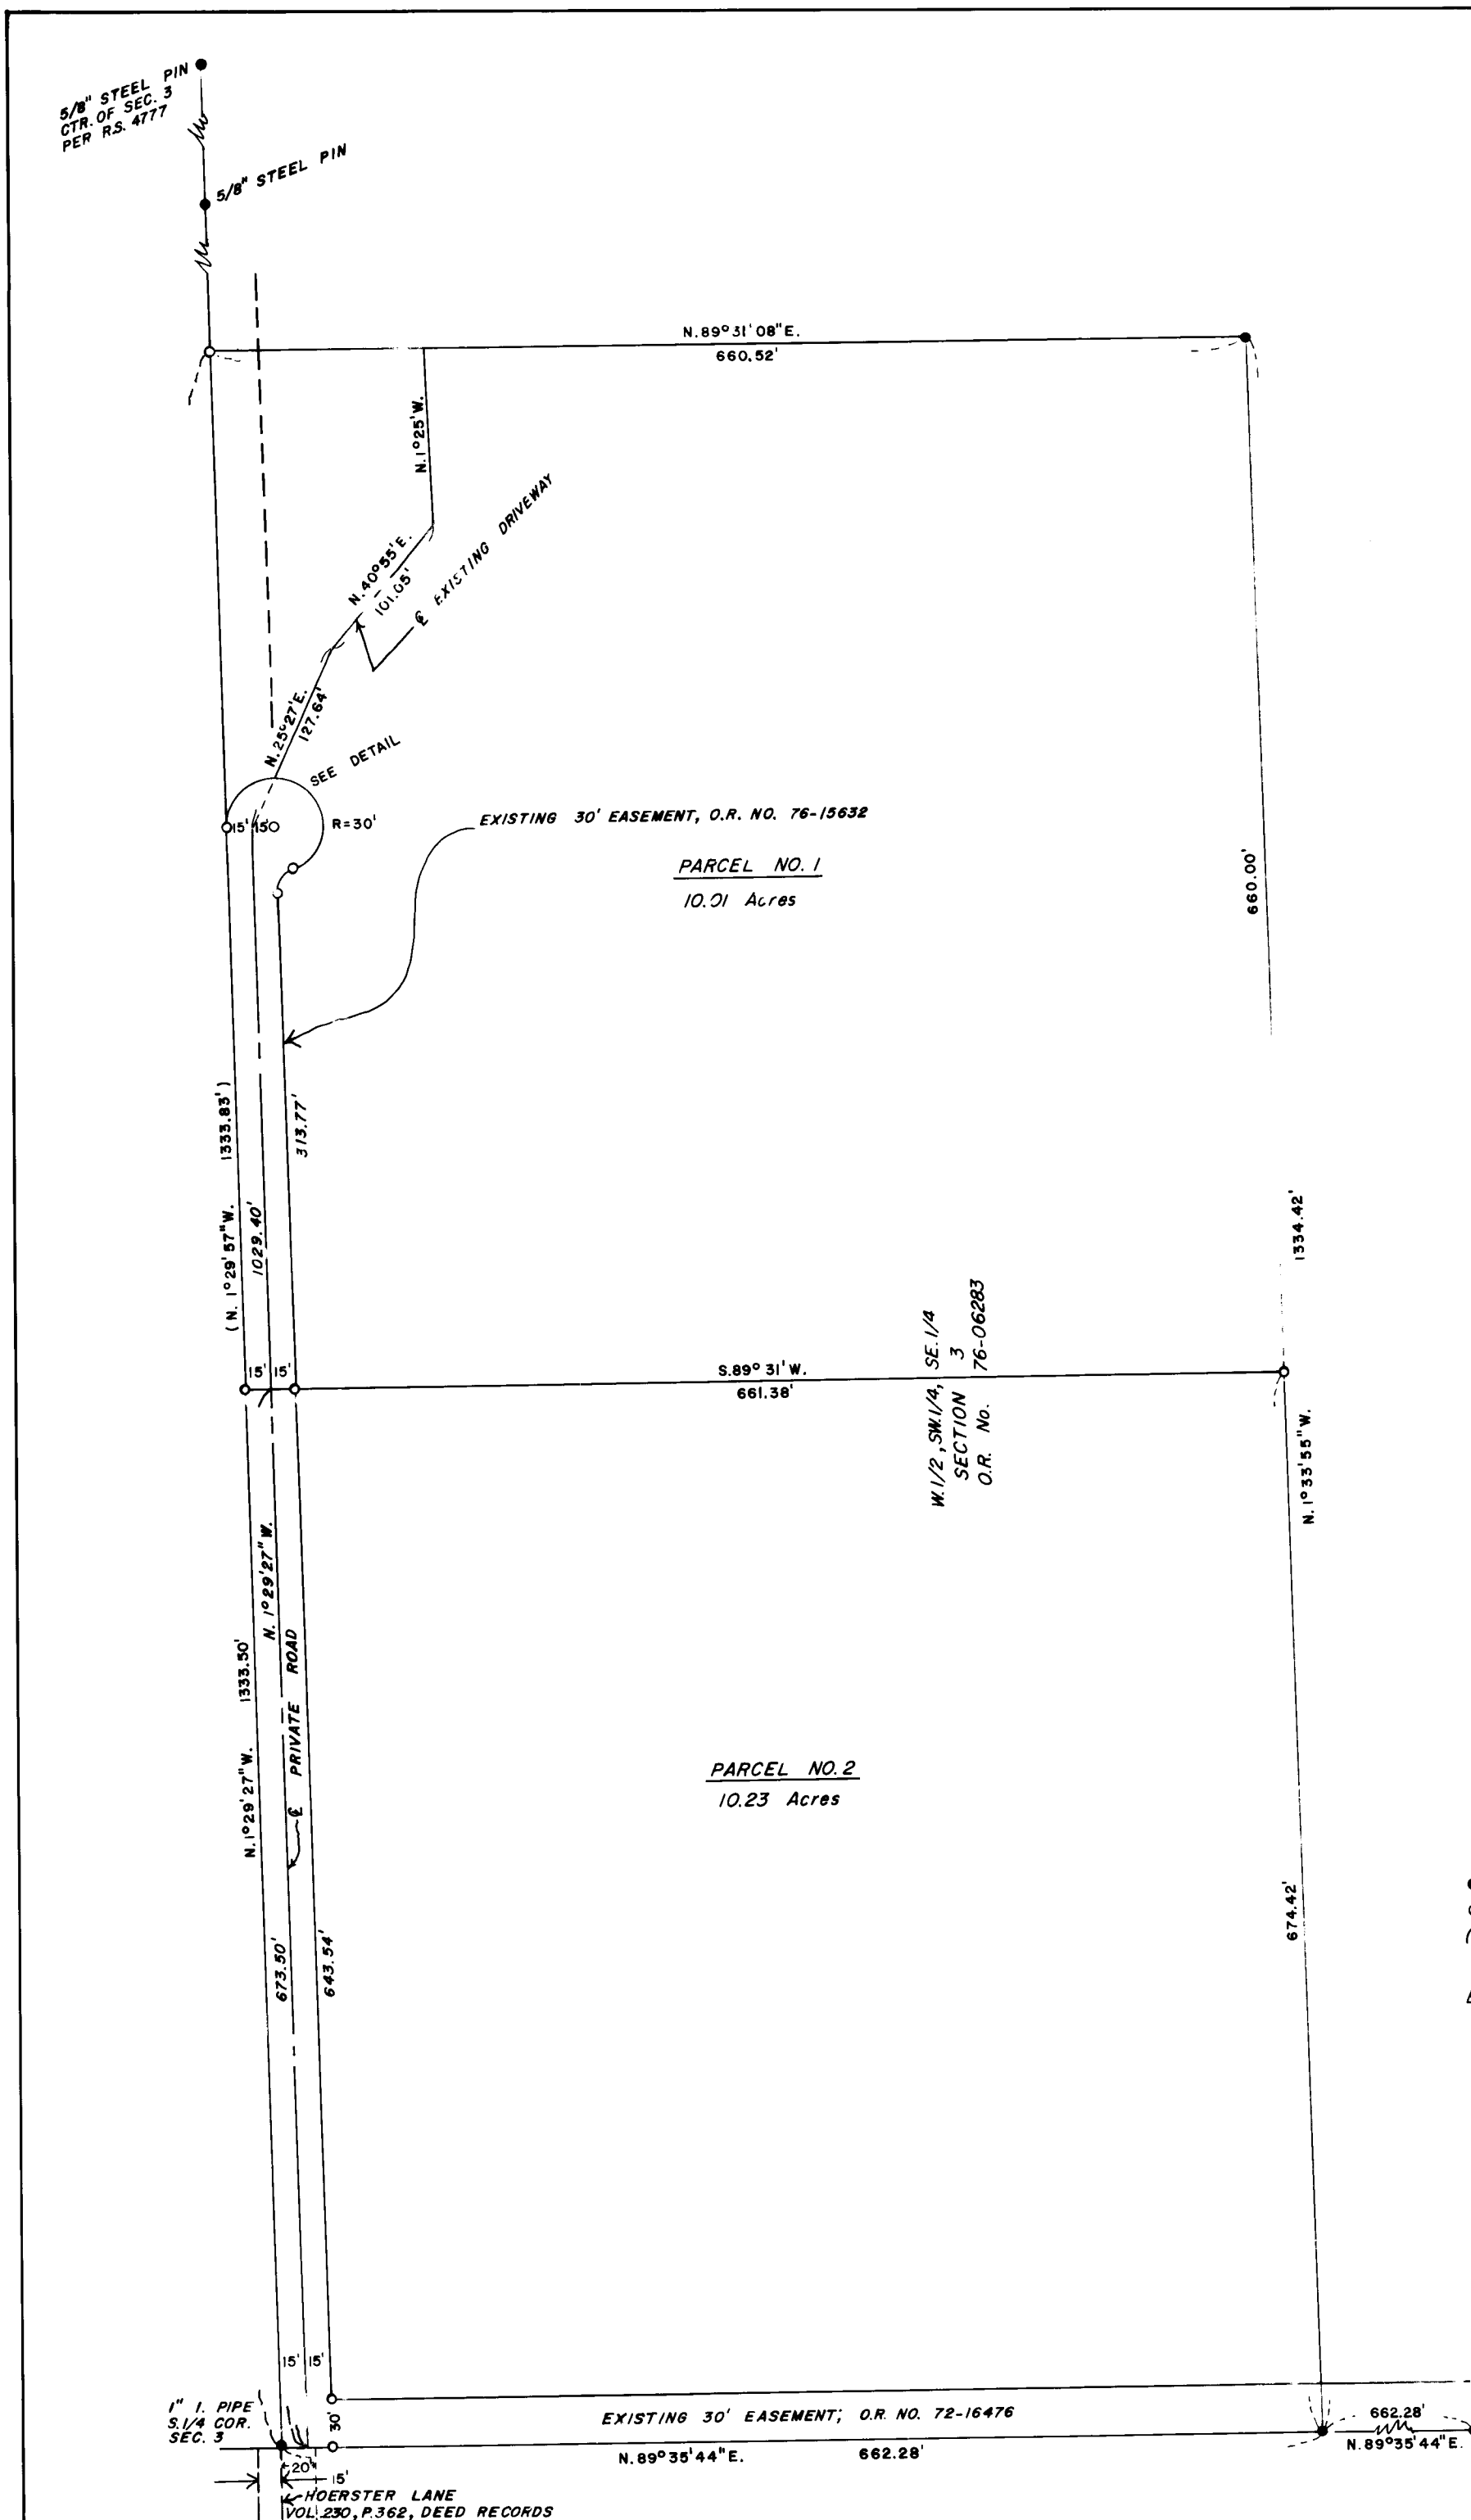 5/8" STEEL PIN
CTR. OF SEC. 3
PER RS. 4777
5/8" STEEL PIN
N.89°31'08"E.
660.52'
N.1°25'W.
N.40°55'E.
101.05'
℄ EXISTING DRIVEWAY
N.25°27'E.
127.64'
SEE DETAIL
15' 15'
R=30'
EXISTING 30' EASEMENT, O.R. NO. 76-15632
PARCEL NO. 1
10.01 Acres
660.00'
(N. 1°29'57"W. 1333.83')
313.77'
1029.40'
1334.42'
15' 15'
S.89°31'W.
661.38'
W.1/2, SW.1/4, SE.1/4
SECTION 3
O.R. No. 76-06283
N.1°33'55"W.
N. 1°29'27"W.
N.1°29'27"W. 1333.50'
℄ PRIVATE ROAD
PARCEL NO. 2
10.23 Acres
673.50'
643.54'
674.42'
15' 15'
1" I. PIPE
S.1/4 COR.
SEC. 3
30'
EXISTING 30' EASEMENT; O.R. NO. 72-16476
662.28'
N.89°35'44"E.
N.89°35'44"E. 662.28'
20'
15'
HOERSTER LANE
VOL. 230, P. 362, DEED RECORDS